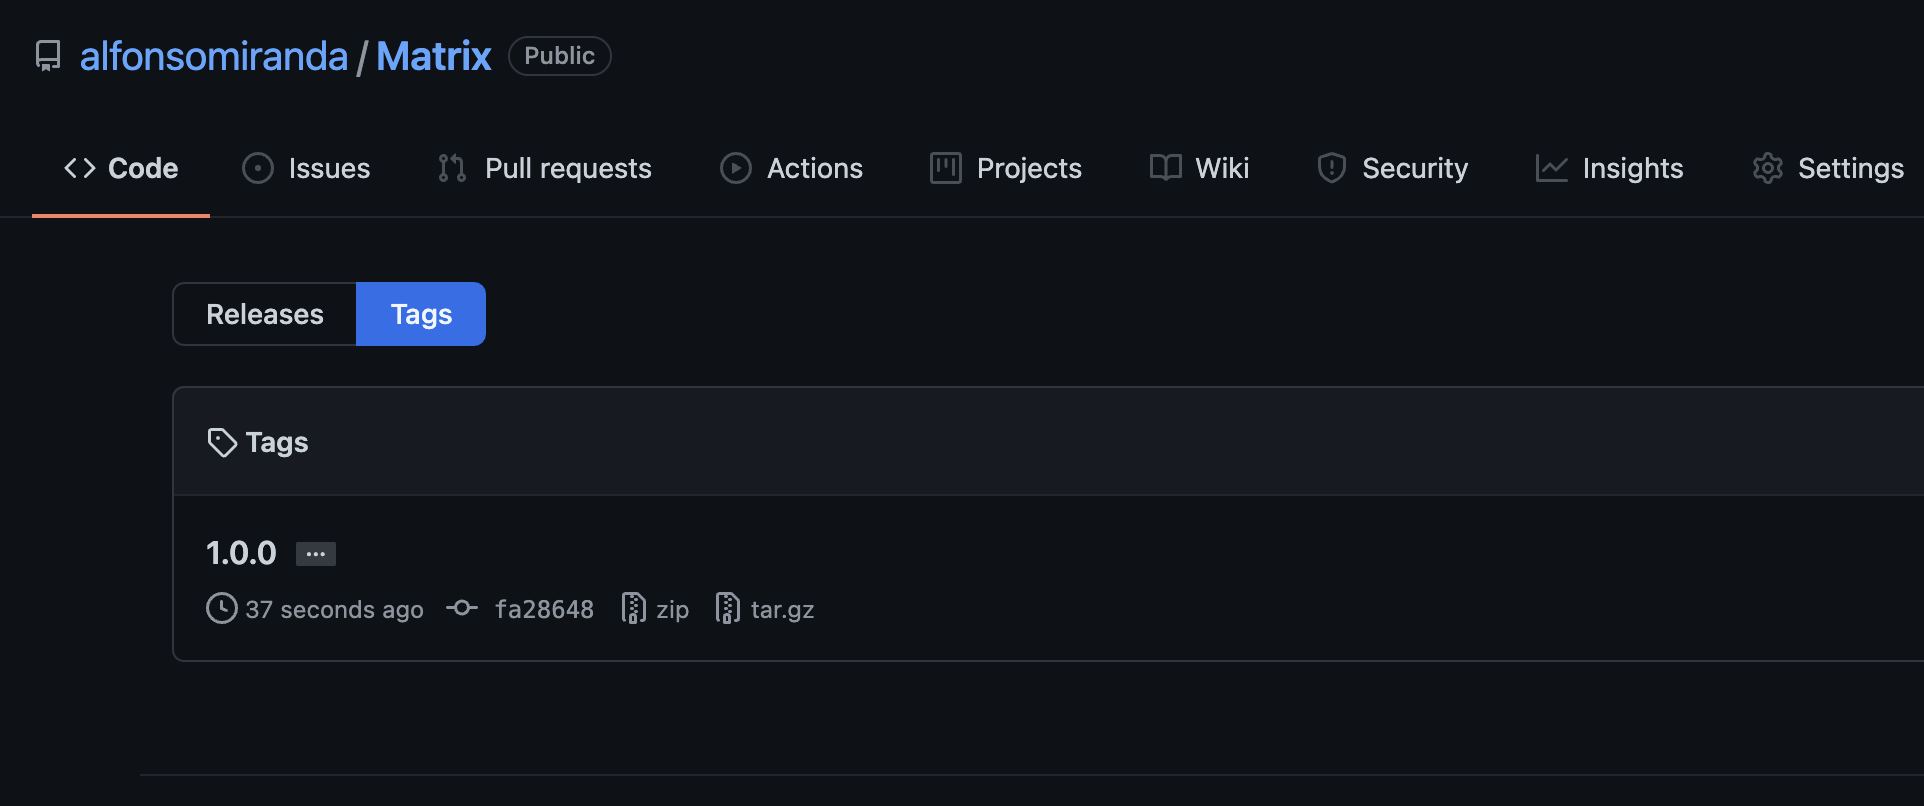 alfonsomiranda / Matrix Public
Code Issues Pull requests Actions Projects Wiki Security Insights Settings
Releases Tags
Tags
1.0.0 ...
37 seconds ago fa28648 zip tar.gz